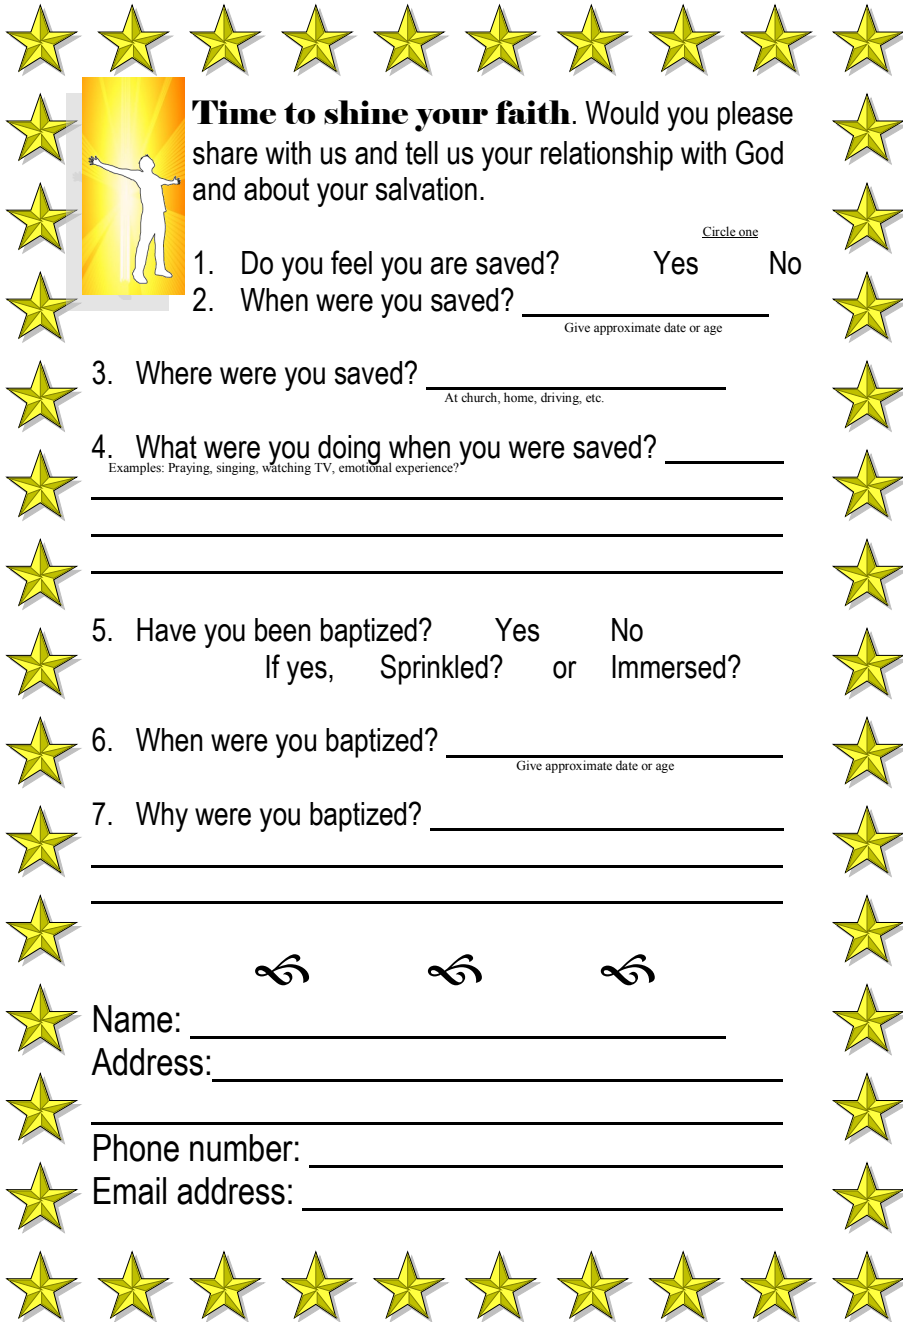 Time to shine your faith. Would you please
share with us and tell us your relationship with God
and about your salvation.
Circle one
1. Do you feel you are saved? Yes No
2. When were you saved?
Give approximate date or age
3. Where were you saved?
At church, home, driving, etc.
4. What were you doing when you were saved?
Examples: Praying, singing, watching TV, emotional experience?
5. Have you been baptized? Yes No
If yes, Sprinkled? or Immersed?
6. When were you baptized?
Give approximate date or age
7. Why were you baptized?
Name:
Address:
Phone number:
Email address: